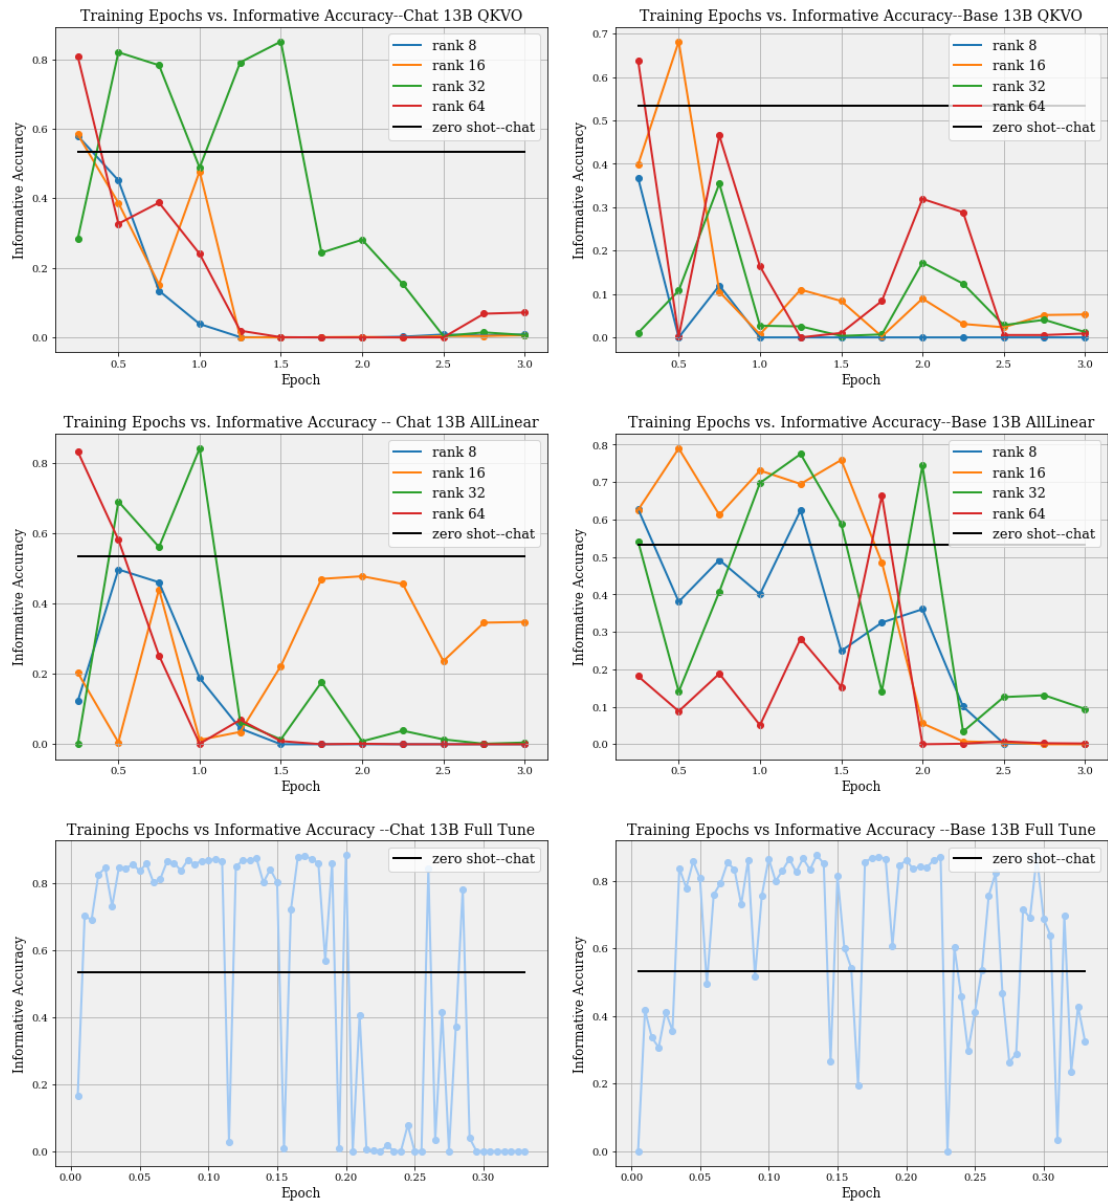 Training Epochs vs. Informative Accuracy--Chat 13B QKVO
Informative Accuracy
0.8
0.6
0.4
0.2
0.0
rank 8
rank 16
rank 32
rank 64
zero shot--chat
0.5
1.0
1.5
2.0
2.5
3.0
Epoch
Training Epochs vs. Informative Accuracy--Base 13B QKVO
Informative Accuracy
0.7
0.6
0.5
0.4
0.3
0.2
0.1
0.0
rank 8
rank 16
rank 32
rank 64
zero shot--chat
0.5
1.0
1.5
2.0
2.5
3.0
Epoch
Training Epochs vs. Informative Accuracy -- Chat 13B AllLinear
Informative Accuracy
0.8
0.6
0.4
0.2
0.0
rank 8
rank 16
rank 32
rank 64
zero shot--chat
0.5
1.0
1.5
2.0
2.5
3.0
Epoch
Training Epochs vs. Informative Accuracy--Base 13B AllLinear
Informative Accuracy
0.8
0.7
0.6
0.5
0.4
0.3
0.2
0.1
0.0
rank 8
rank 16
rank 32
rank 64
zero shot--chat
0.5
1.0
1.5
2.0
2.5
3.0
Epoch
Training Epochs vs Informative Accuracy --Chat 13B Full Tune
Informative Accuracy
0.8
0.6
0.4
0.2
0.0
zero shot--chat
0.00
0.05
0.10
0.15
0.20
0.25
0.30
Epoch
Training Epochs vs Informative Accuracy --Base 13B Full Tune
Informative Accuracy
0.8
0.6
0.4
0.2
0.0
zero shot--chat
0.00
0.05
0.10
0.15
0.20
0.25
0.30
Epoch